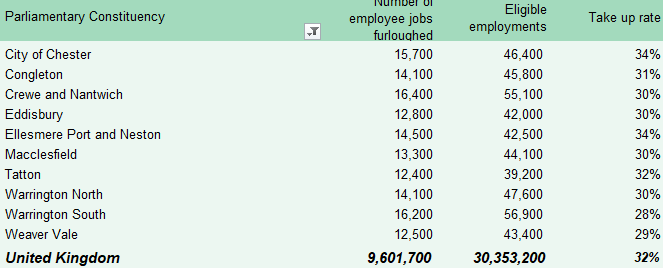 Parliamentary Constituency
Number of employee jobs furloughed
Eligible employments
Take up rate
City of Chester 15,700 46,400 34%
Congleton 14,100 45,800 31%
Crewe and Nantwich 16,400 55,100 30%
Eddisbury 12,800 42,000 30%
Ellesmere Port and Neston 14,500 42,500 34%
Macclesfield 13,300 44,100 30%
Tatton 12,400 39,200 32%
Warrington North 14,100 47,600 30%
Warrington South 16,200 56,900 28%
Weaver Vale 12,500 43,400 29%
United Kingdom 9,601,700 30,353,200 32%